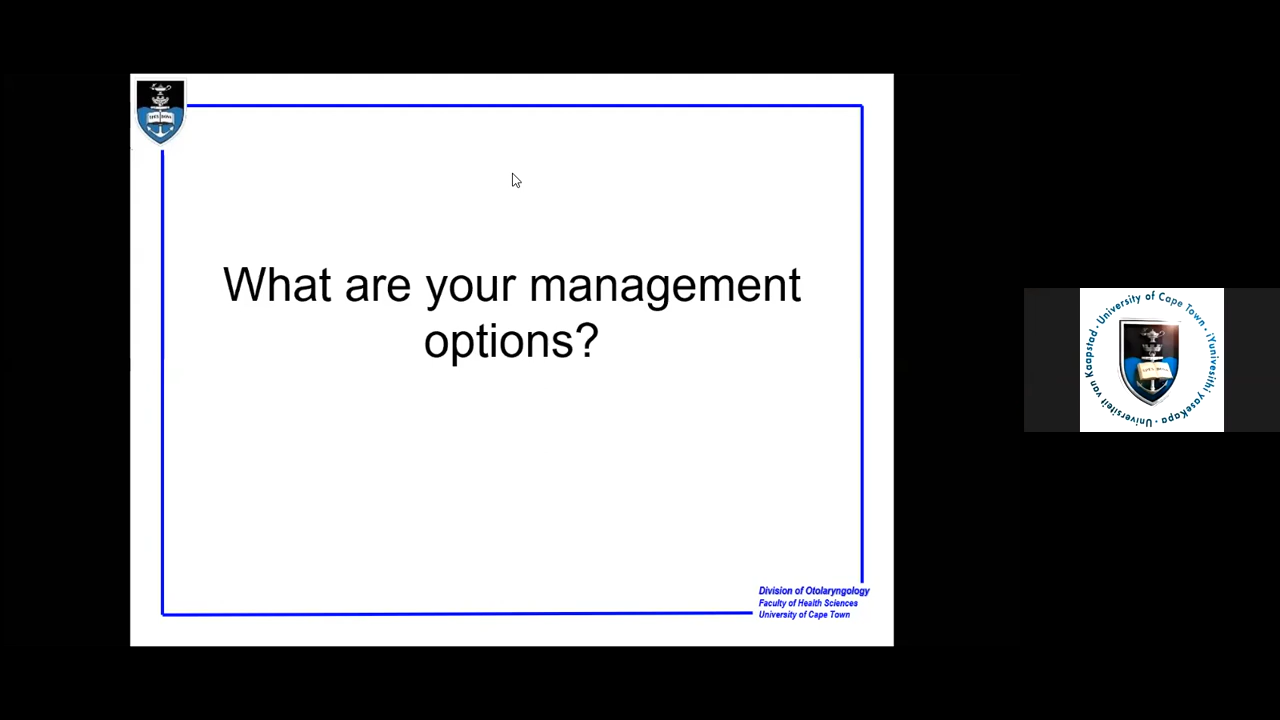 What are your management
options?
Division of Otolaryngology
Faculty of Health Sciences
University of Cape Town
University of Cape Town · iYunivesithi yaseKapa · Universiteit van Kaapstad ·